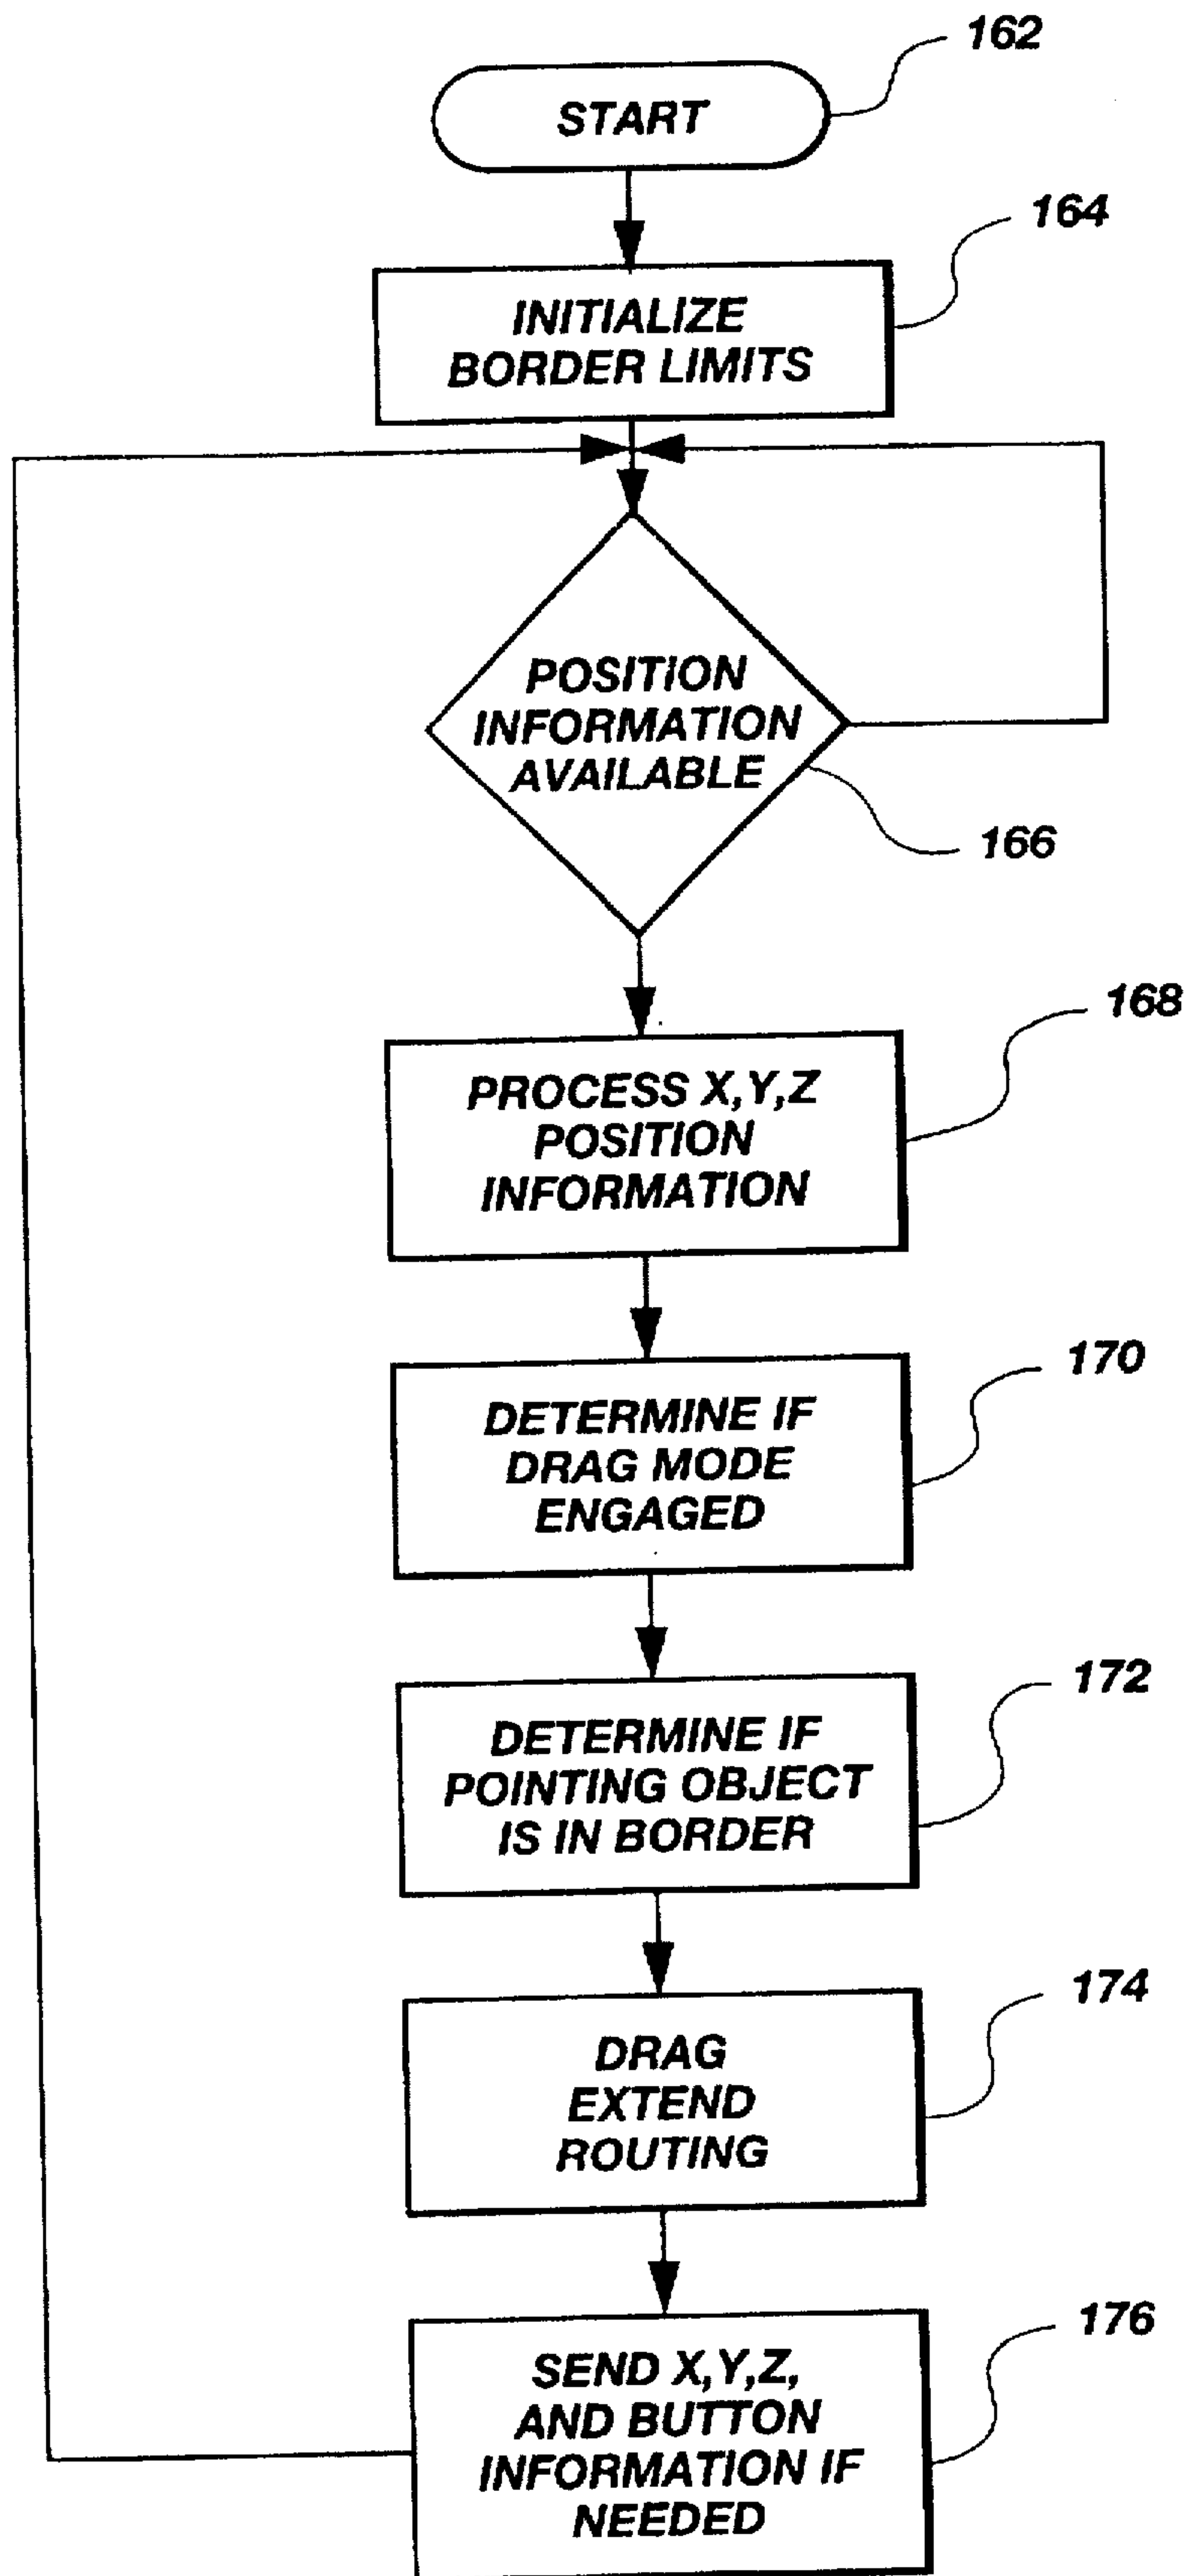 162
START
164
INITIALIZE
BORDER LIMITS
POSITION
INFORMATION
AVAILABLE
166
168
PROCESS X,Y,Z
POSITION
INFORMATION
170
DETERMINE IF
DRAG MODE
ENGAGED
172
DETERMINE IF
POINTING OBJECT
IS IN BORDER
174
DRAG
EXTEND
ROUTING
176
SEND X,Y,Z,
AND BUTTON
INFORMATION IF
NEEDED